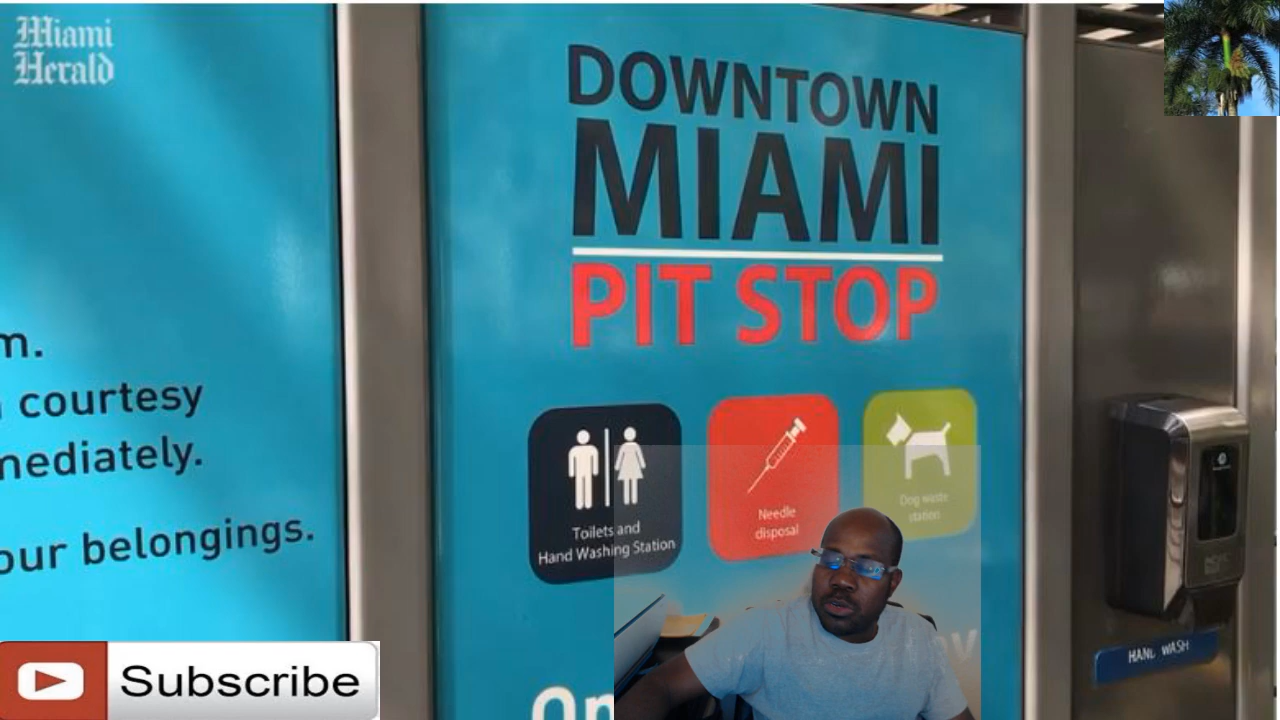 Miami
Herald
m.
courtesy
mediately.
our belongings.
DOWNTOWN
MIAMI
PIT STOP
Toilets and
Hand Washing Station
Needle
disposal
Dog waste
station
HAND WASH
Subscribe